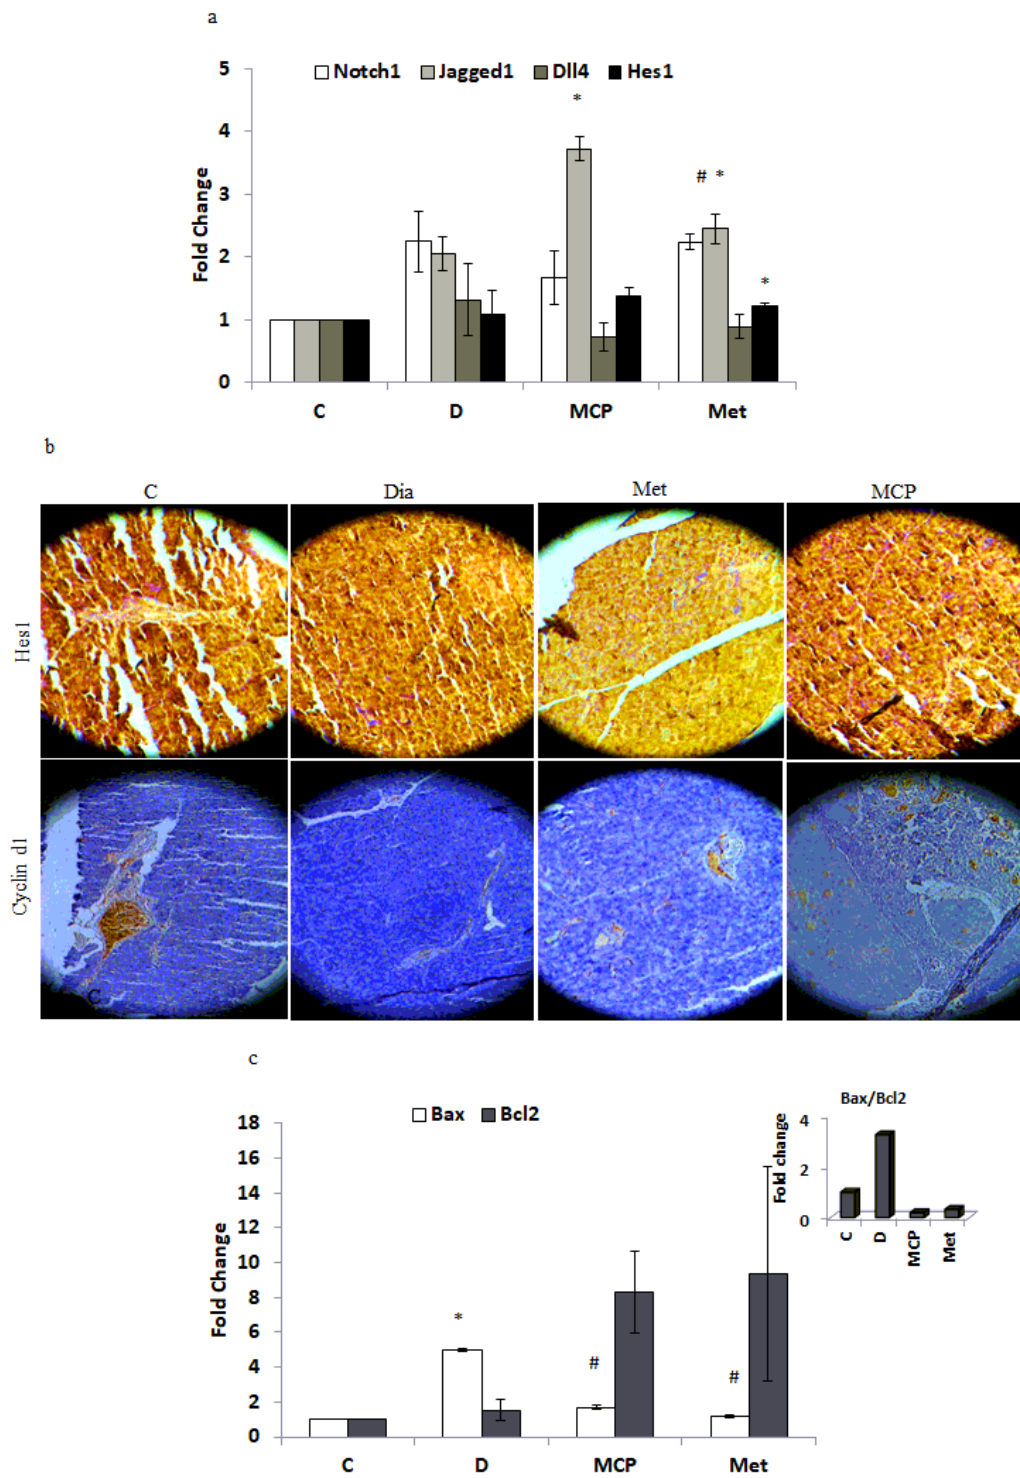 a
Notch1 Jagged1 Dll4 Hes1
5
4
3
2
1
0
Fold Change
*
# *
*
C D MCP Met
b
C Dia Met MCP
Hes1
Cyclin d1
C
c
Bax Bcl2
18
16
14
12
10
8
6
4
2
0
Fold Change
*
#
#
C D MCP Met
Bax/Bcl2
4
2
0
Fold change
C D MCP Met